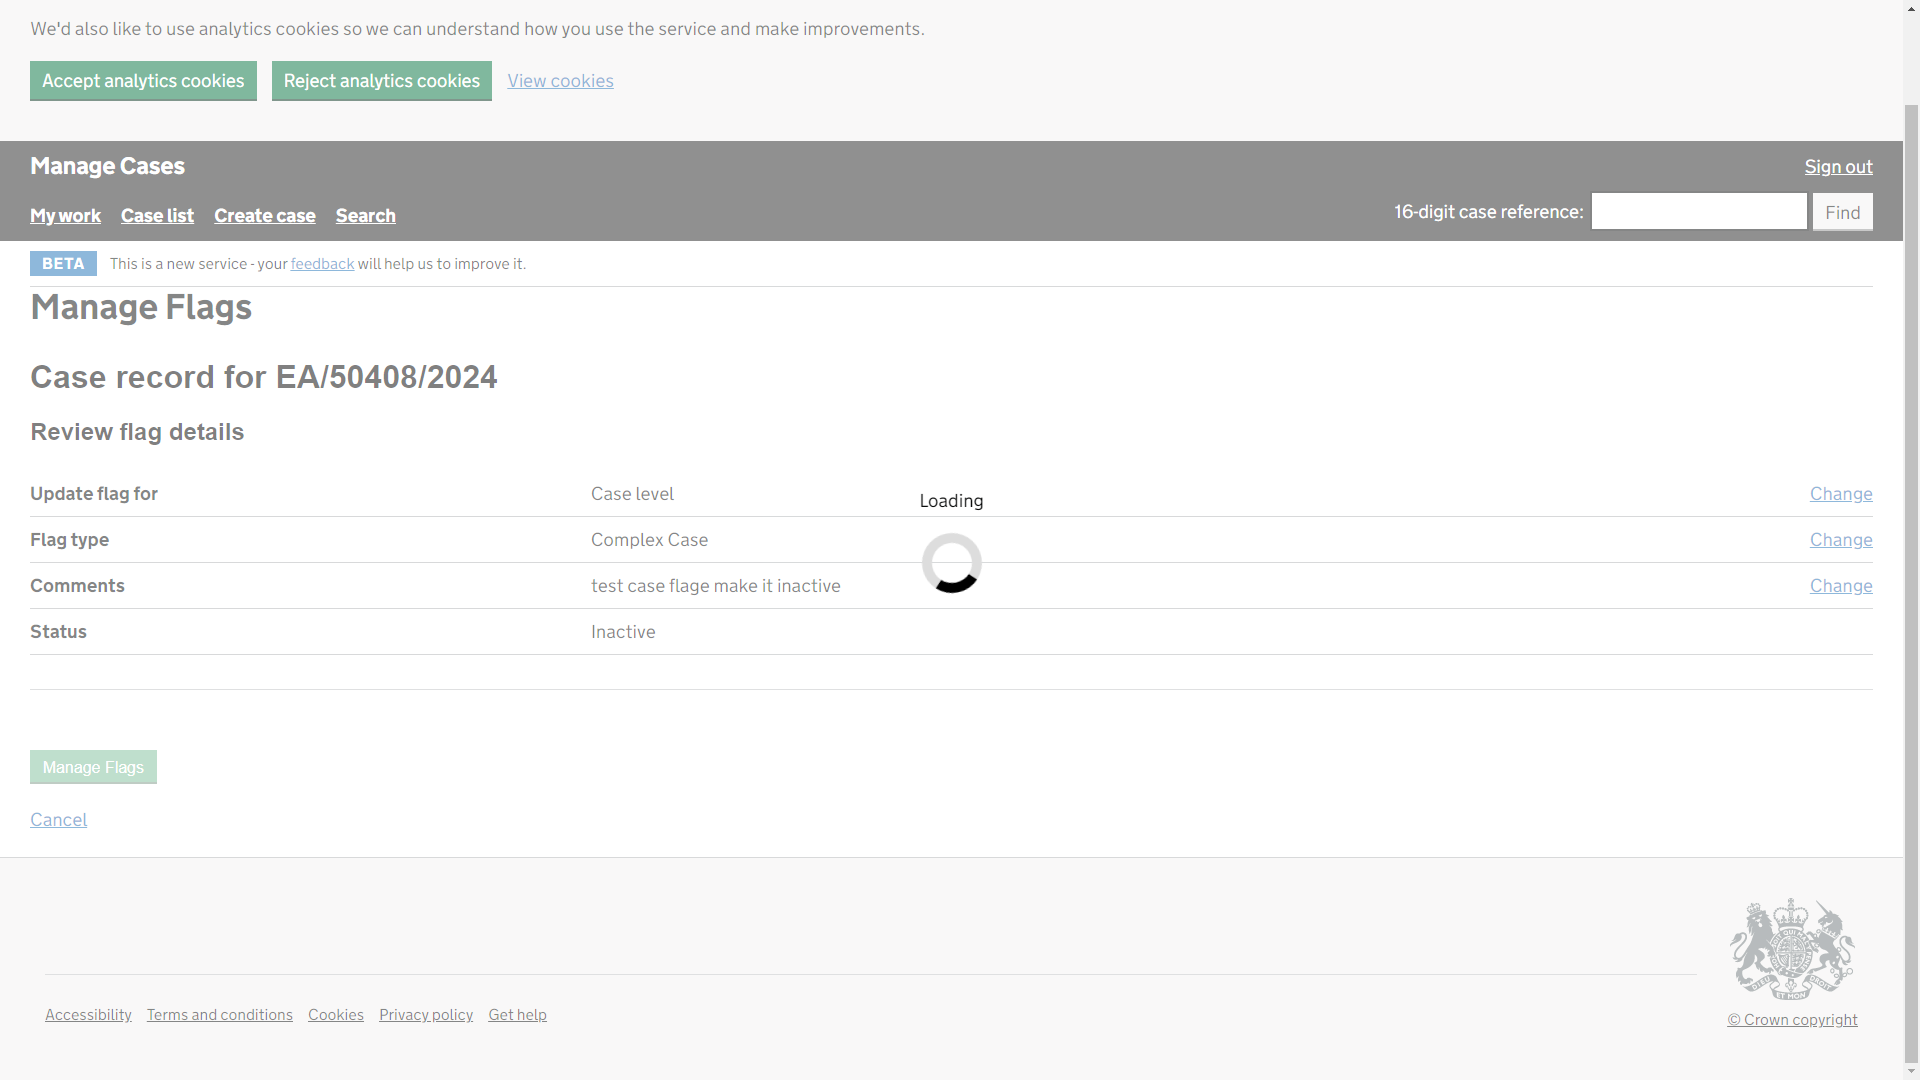 We'd also like to use analytics cookies so we can understand how you use the service and make improvements.
Accept analytics cookies Reject analytics cookies View cookies
Manage Cases Sign out
My work Case list Create case Search 16-digit case reference: Find
BETA This is a new service - your feedback will help us to improve it.
Manage Flags
Case record for EA/50408/2024
Review flag details
Update flag for Case level Change
Loading
Flag type Complex Case Change
Comments test case flage make it inactive Change
Status Inactive
Manage Flags
Cancel
Accessibility Terms and conditions Cookies Privacy policy Get help
© Crown copyright